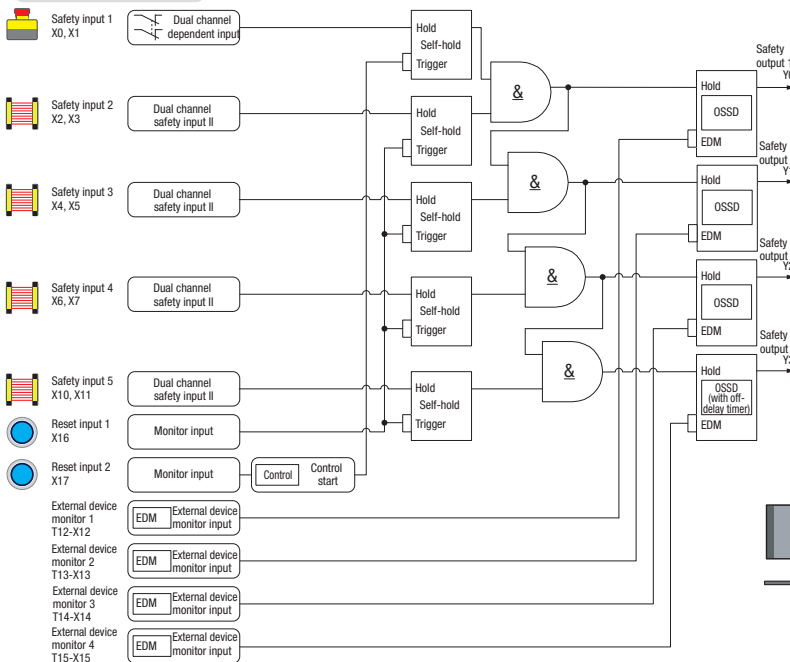 Safety input 1
X0, X1
Dual channel
dependent input
Hold
Self-hold
Trigger
&
Safety
output 1
Hold
OSSD
EDM
Safety input 2
X2, X3
Dual channel
safety input II
Hold
Self-hold
Trigger
&
Safety
output
Y1
Hold
OSSD
EDM
Safety input 3
X4, X5
Dual channel
safety input II
Hold
Self-hold
Trigger
&
Safety
output
Y2
Hold
OSSD
EDM
Safety input 4
X6, X7
Dual channel
safety input II
Hold
Self-hold
Trigger
&
Safety
output
Y3
Hold
OSSD
(with off-
delay timer)
EDM
Safety input 5
X10, X11
Dual channel
safety input II
Hold
Self-hold
Trigger
Reset input 1
X16
Monitor input
Reset input 2
X17
Monitor input
Control
Control
start
External device
monitor 1
T12-X12
EDM
External device
monitor input
External device
monitor 2
T13-X13
EDM
External device
monitor input
External device
monitor 3
T14-X14
EDM
External device
monitor input
External device
monitor 4
T15-X15
EDM
External device
monitor input